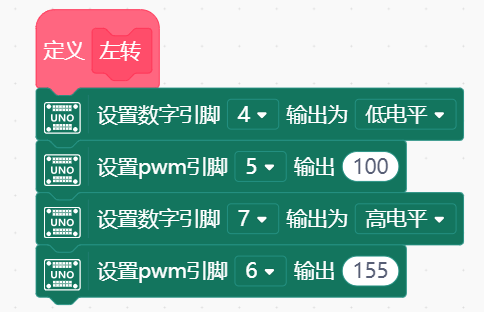 定义 左转
UNO 设置数字引脚 4 输出为 低电平
UNO 设置pwm引脚 5 输出 100
UNO 设置数字引脚 7 输出为 高电平
UNO 设置pwm引脚 6 输出 155